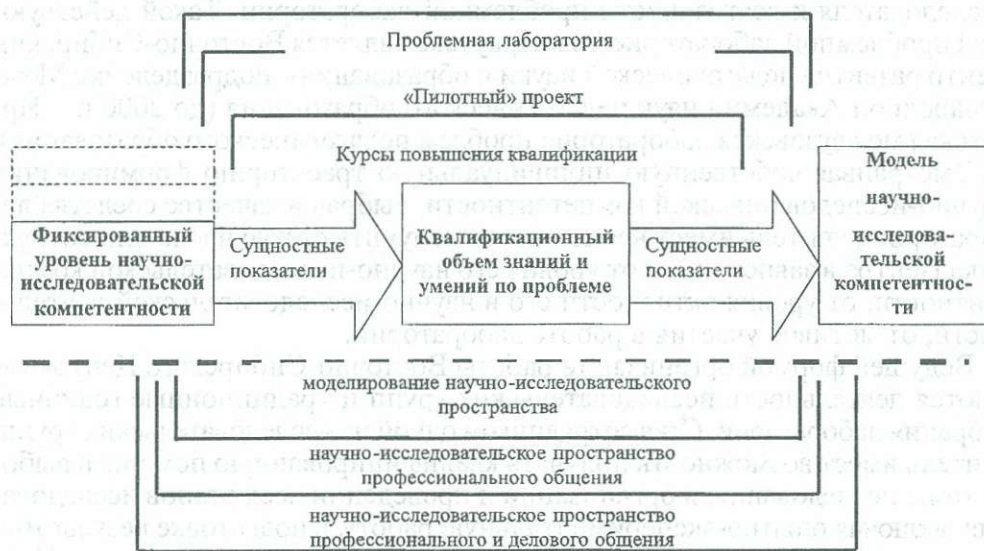 Проблемная лаборатория
«Пилотный» проект
Курсы повышения квалификации
Фиксированный
уровень научно-
исследовательской
компетентности
Сущностные
показатели
Квалификационный
объем знаний и
умений по проблеме
Сущностные
показатели
Модель
научно-
исследова-
тельской
компетентнос-
ти
моделирование научно-исследовательского
пространства
научно-исследовательское пространство
профессионального общения
научно-исследовательское пространство
профессионального и делового общения